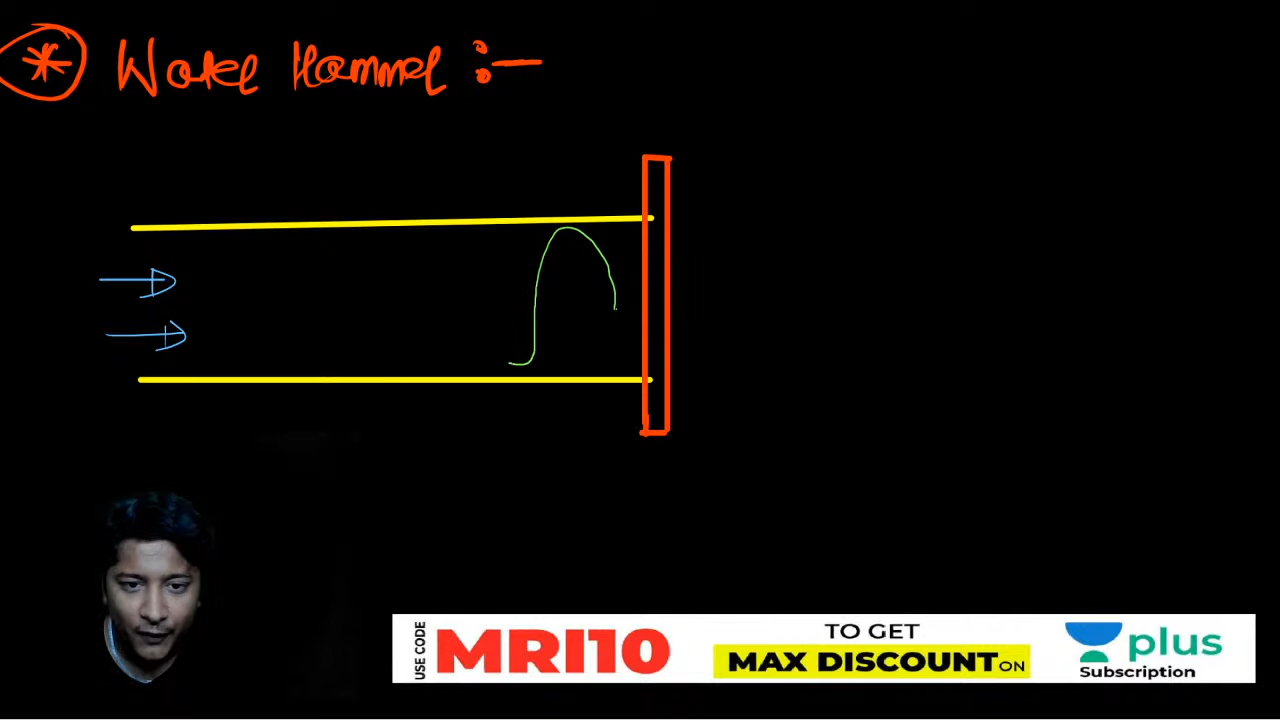 * Water Hammer :-
USE CODE
MRI10
TO GET
MAX DISCOUNT ON
plus
Subscription